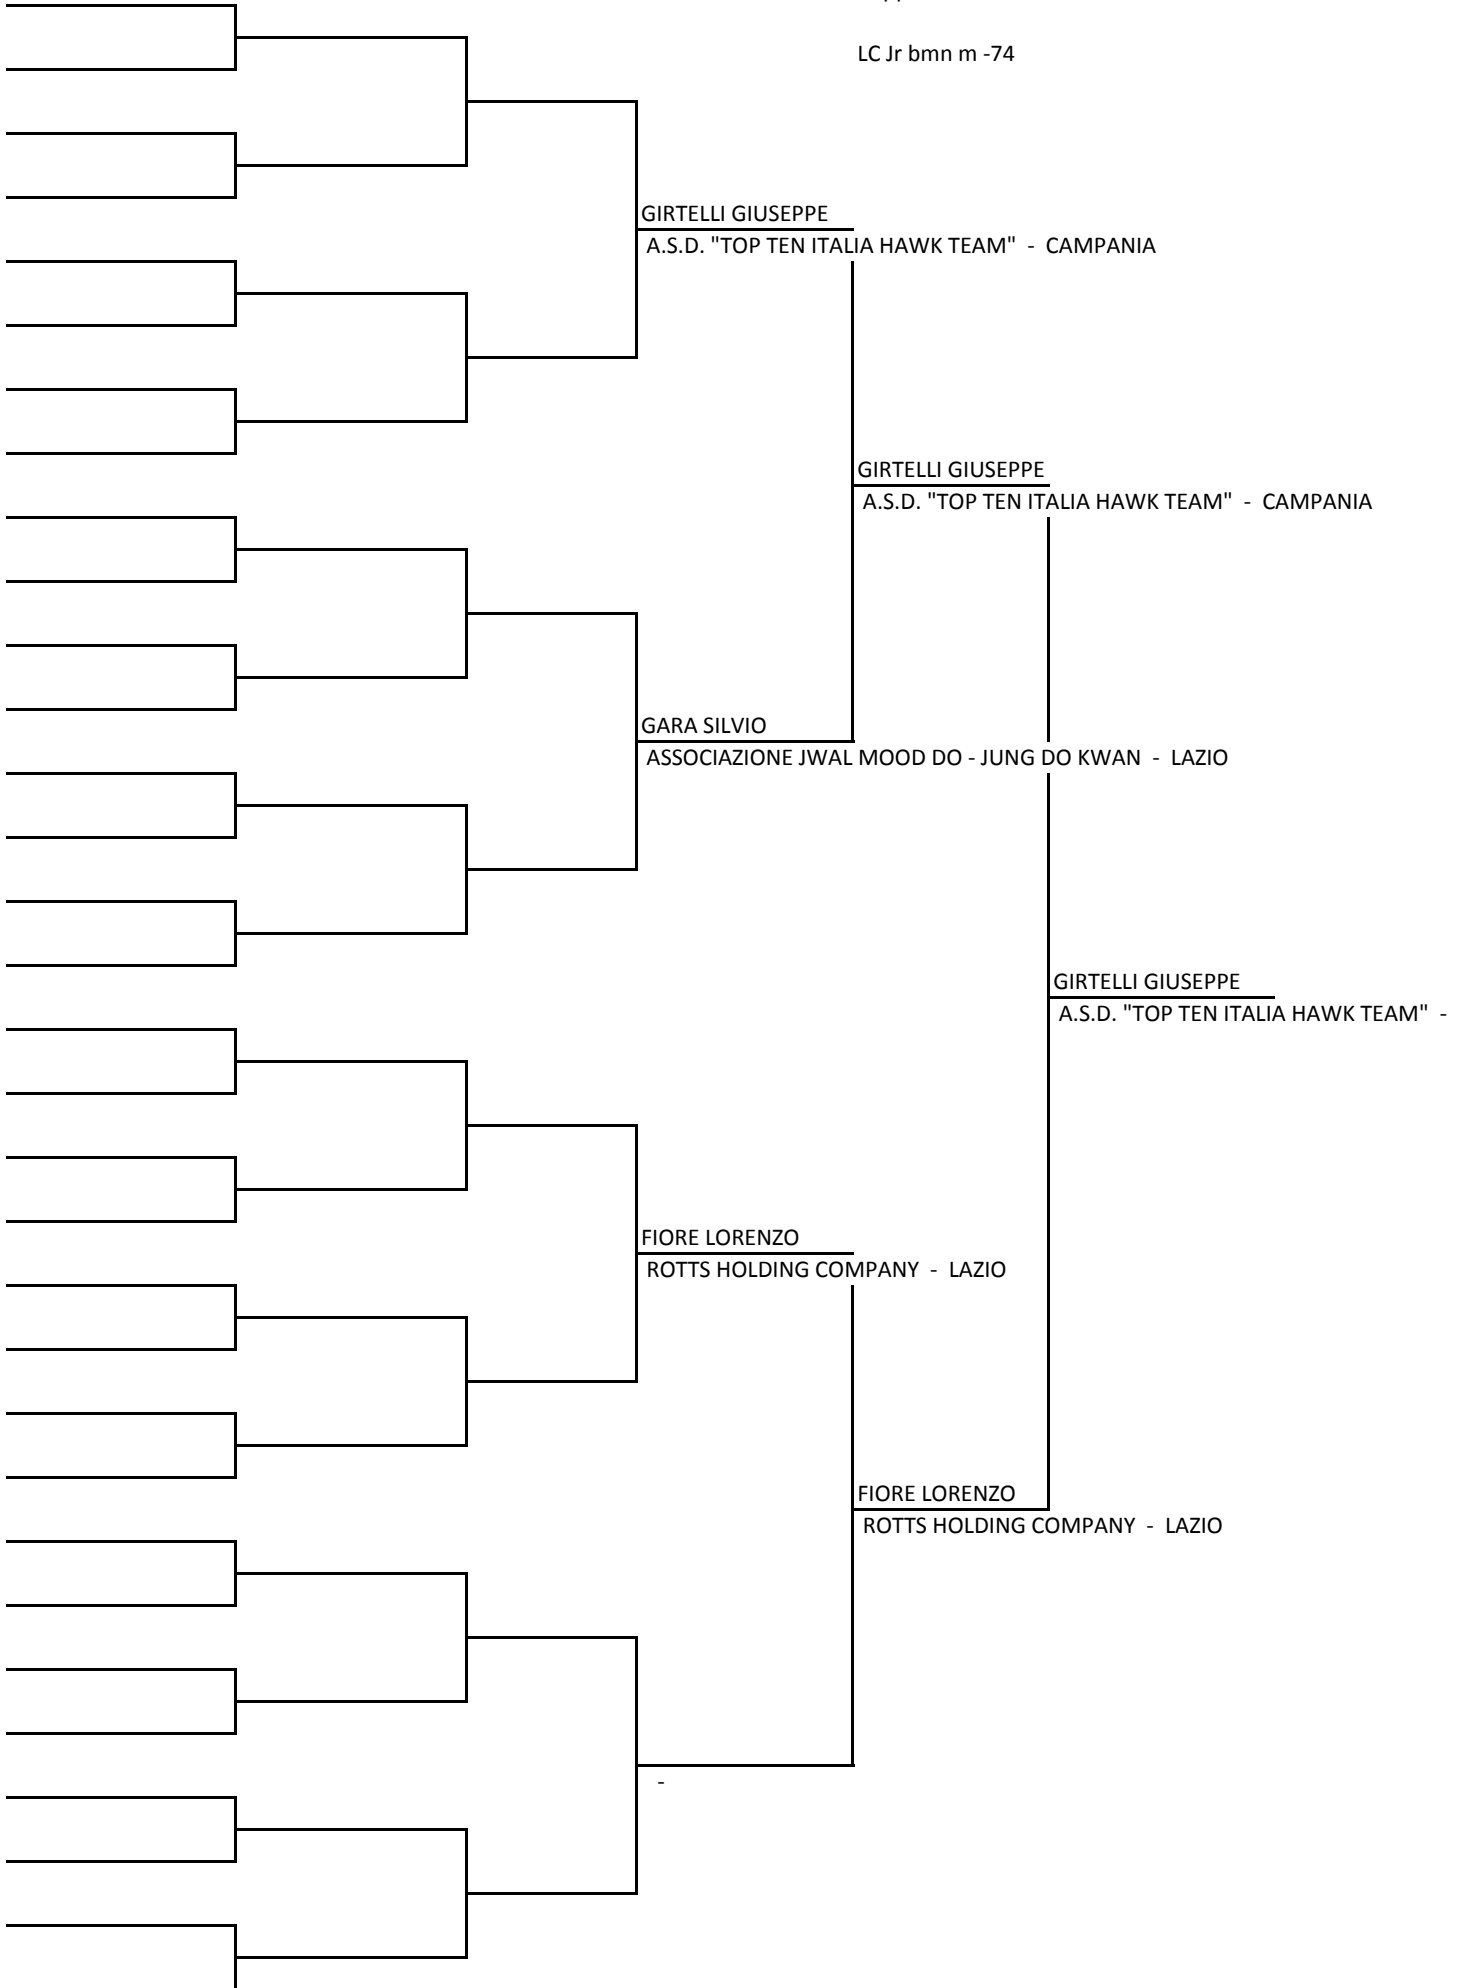 LC Jr bmn m -74
GIRTELLI GIUSEPPE
A.S.D. "TOP TEN ITALIA HAWK TEAM" - CAMPANIA
GIRTELLI GIUSEPPE
A.S.D. "TOP TEN ITALIA HAWK TEAM" - CAMPANIA
GARA SILVIO
ASSOCIAZIONE JWAL MOOD DO - JUNG DO KWAN - LAZIO
GIRTELLI GIUSEPPE
A.S.D. "TOP TEN ITALIA HAWK TEAM" -
FIORE LORENZO
ROTTS HOLDING COMPANY - LAZIO
FIORE LORENZO
ROTTS HOLDING COMPANY - LAZIO
-